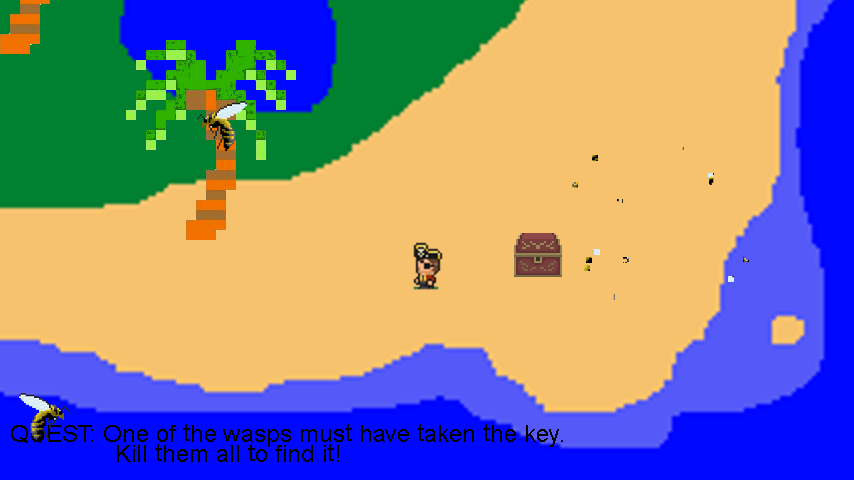 QUEST: One of the wasps must have taken the key.
Kill them all to find it!